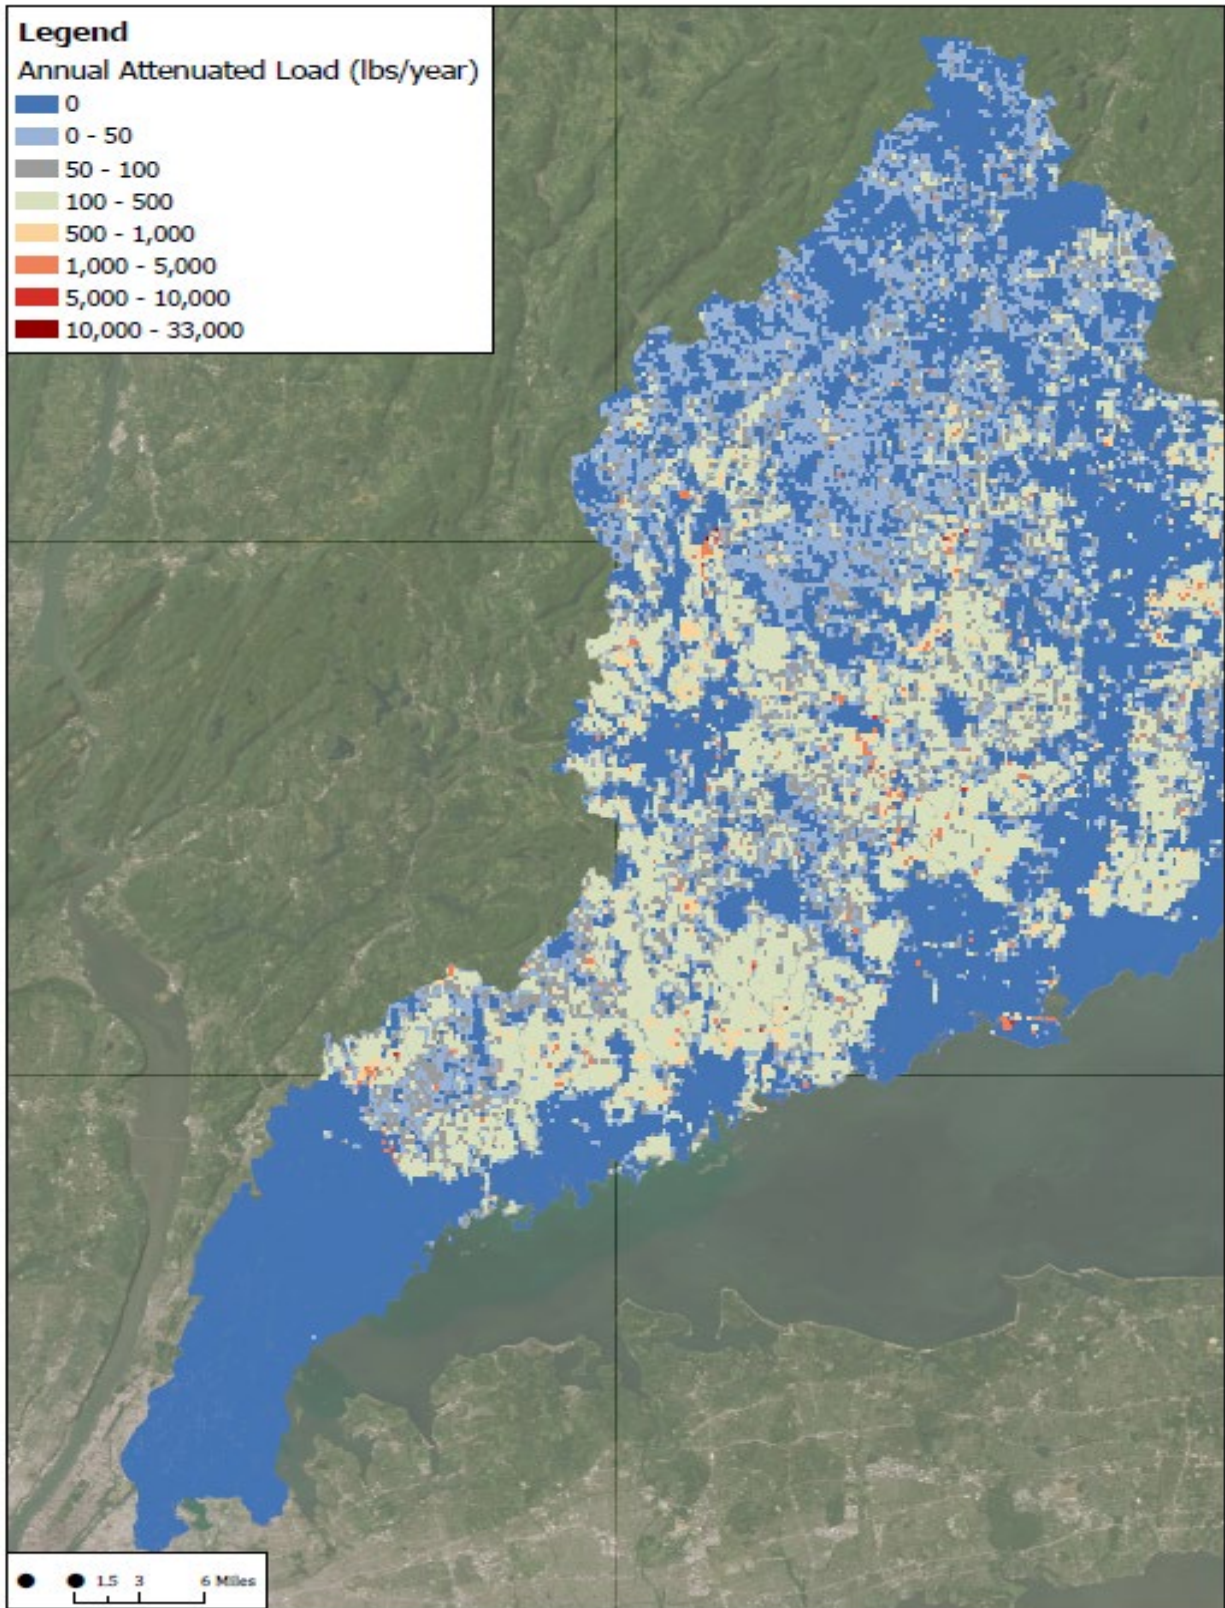 Legend
Annual Attenuated Load (lbs/year)
0
0 - 50
50 - 100
100 - 500
500 - 1,000
1,000 - 5,000
5,000 - 10,000
10,000 - 33,000
1.5 3 6 Miles